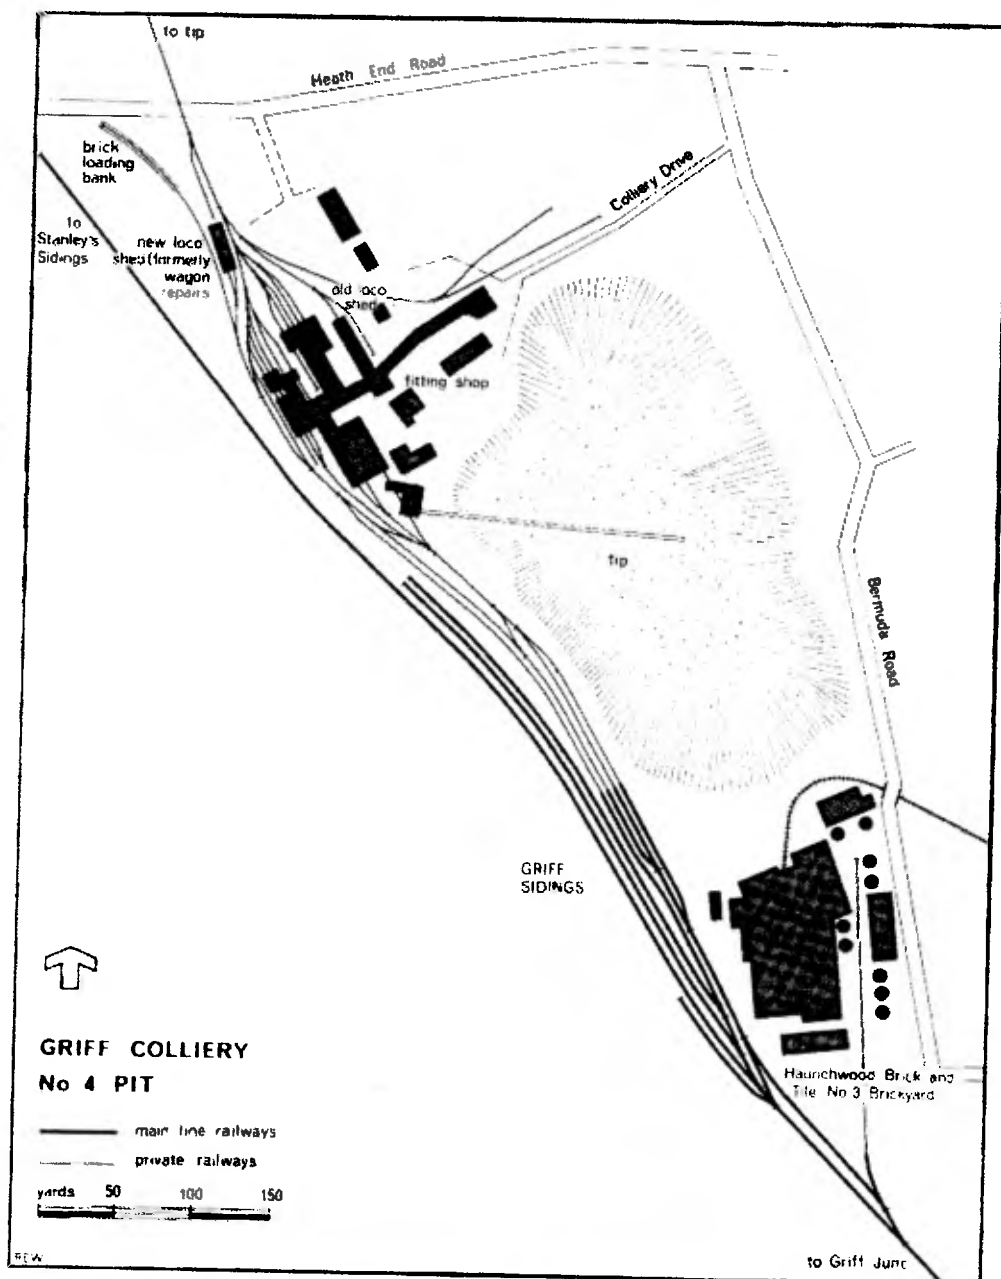 to tip
Heath End Road
brick
loading
bank
Colliery Drive
to
Stanley's
Sidings
new loco
shed (formerly
wagon
repairs
old loco
shed
fitting shop
tip
Bermuda Road
GRIFF
SIDINGS
GRIFF COLLIERY
No 4 PIT
main line railways
private railways
yards 50 100 150
Haunchwood Brick and
Tile No 3 Brickyard
REW
to Griff Junc